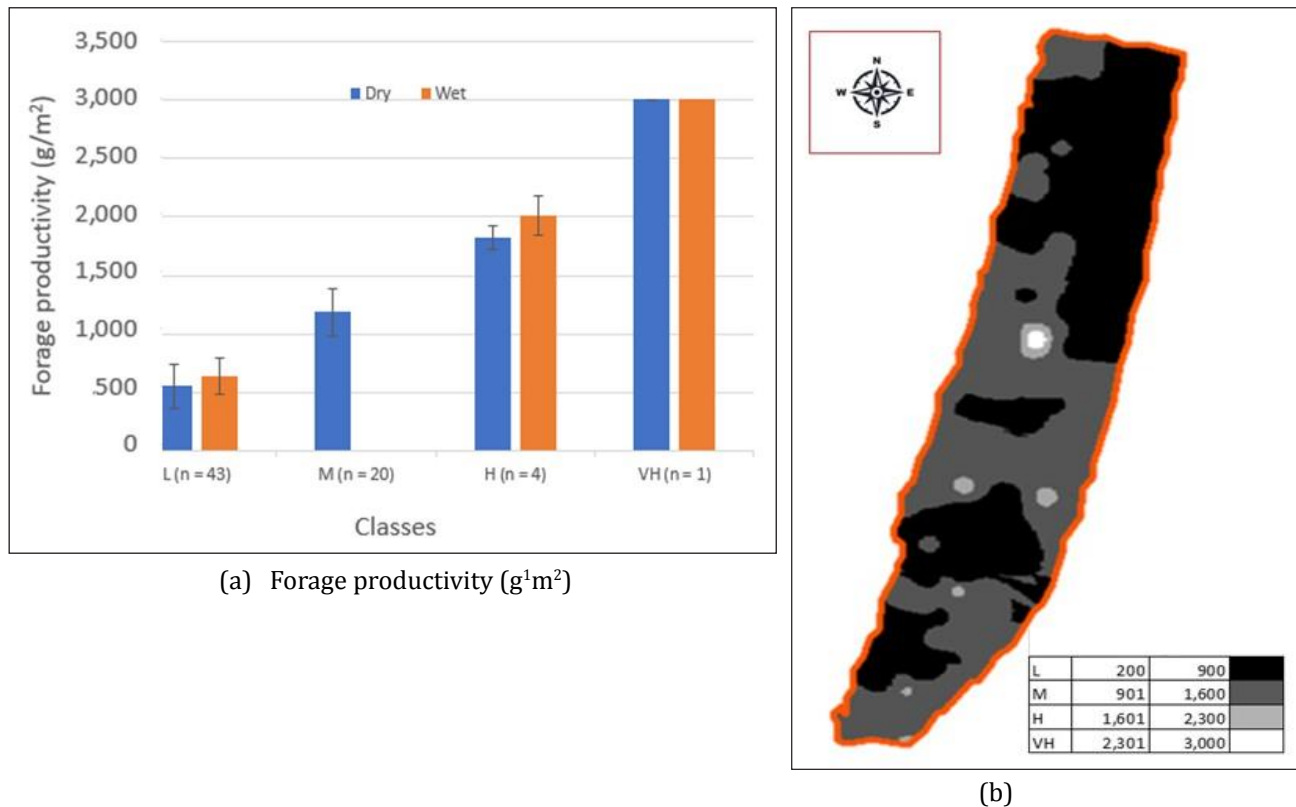 3,500
3,000
2,000
1,500
1,000
.500
0
Forage productivity (g/m²)
Dry Wet
L (n = 43) M (n = 20) H (n = 4) VH (n = 1)
Classes
(a) Forage productivity (g¹m²)
N
W E
S
L 200 900
M 901 1,600
H 1,601 2,300
VH 2,301 3,000
(b)